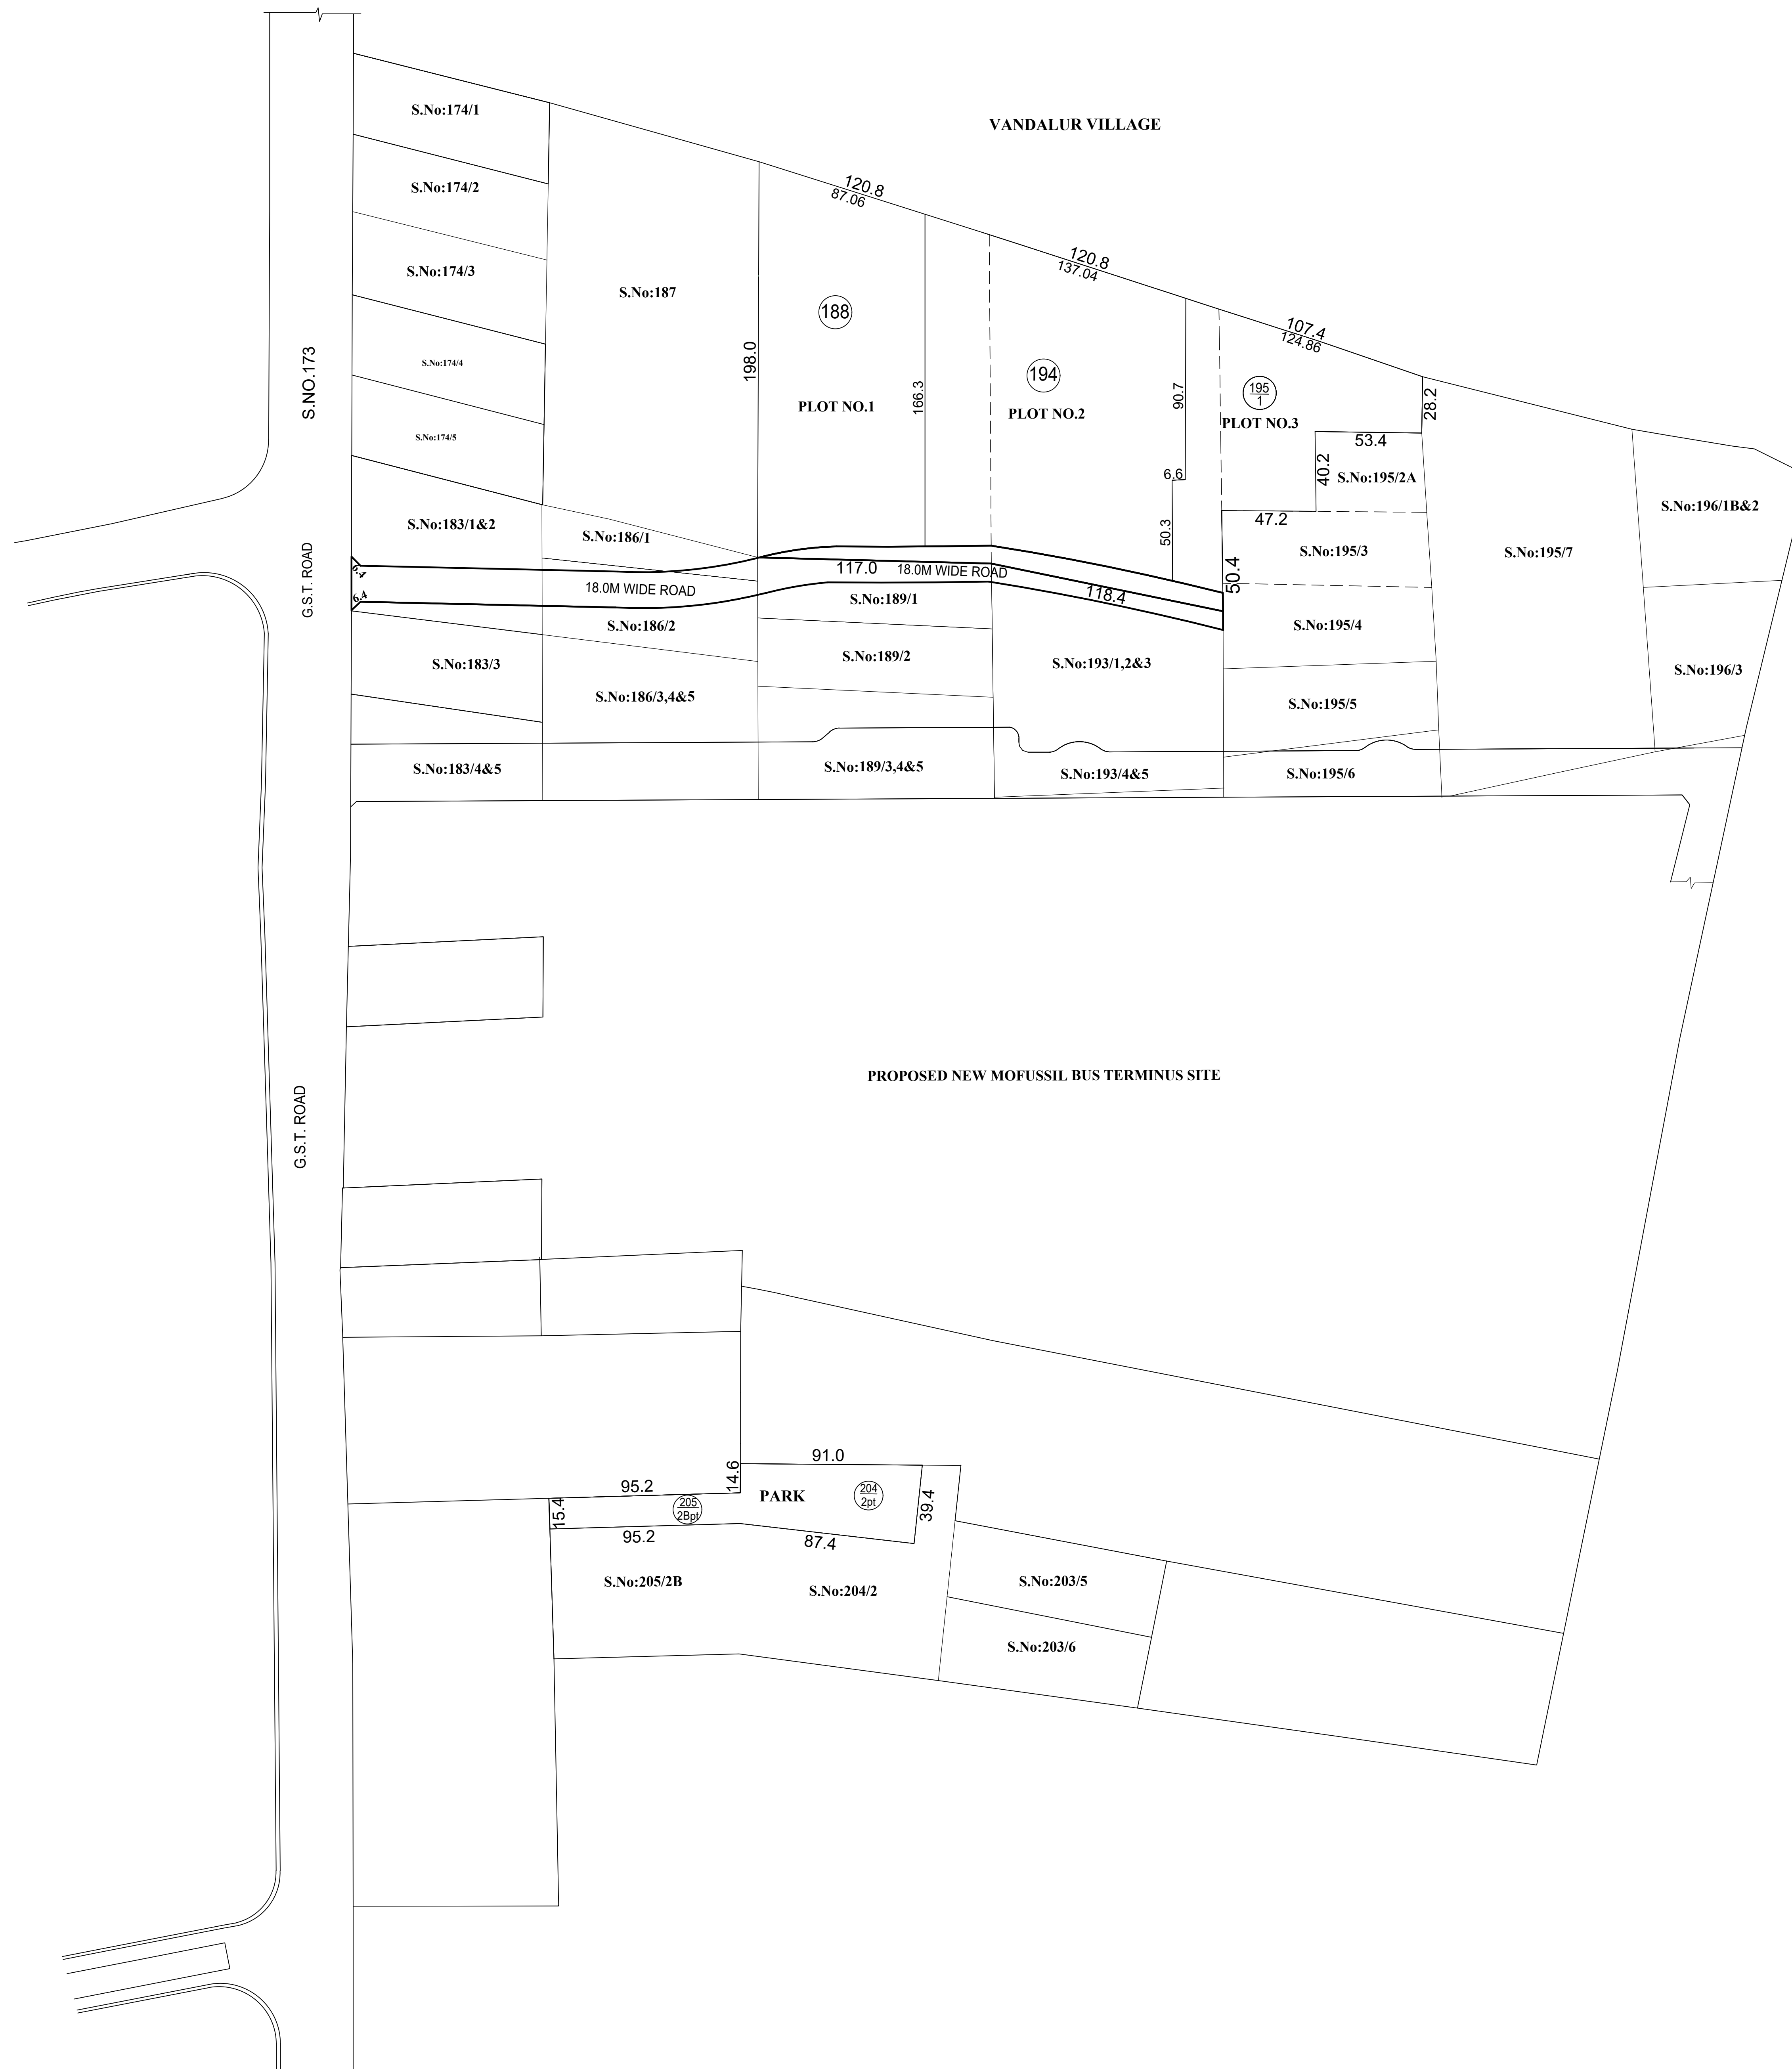 S.No:174/1
VANDALUR VILLAGE
S.No:174/2
120.8
87.06
S.No:174/3
120.8
137.04
S.No:187
188
107.4
124.86
S.NO.173
S.No:174/4
198.0
166.3
194
90.7
195
1
28.2
PLOT NO.1
PLOT NO.2
PLOT NO.3
S.No:174/5
53.4
6.6
40.2
S.No:195/2A
S.No:196/1B&2
S.No:183/1&2
S.No:186/1
50.3
47.2
S.No:195/3
S.No:195/7
G.S.T. ROAD
6.4
6.4
18.0M WIDE ROAD
117.0
18.0M WIDE ROAD
118.4
50.4
S.No:189/1
S.No:186/2
S.No:195/4
S.No:183/3
S.No:189/2
S.No:193/1,2&3
S.No:196/3
S.No:186/3,4&5
S.No:195/5
S.No:183/4&5
S.No:189/3,4&5
S.No:193/4&5
S.No:195/6
PROPOSED NEW MOFUSSIL BUS TERMINUS SITE
G.S.T. ROAD
91.0
95.2
14.6
PARK
204
2pt
15.4
205
2Bpt
39.4
95.2
87.4
S.No:205/2B
S.No:204/2
S.No:203/5
S.No:203/6